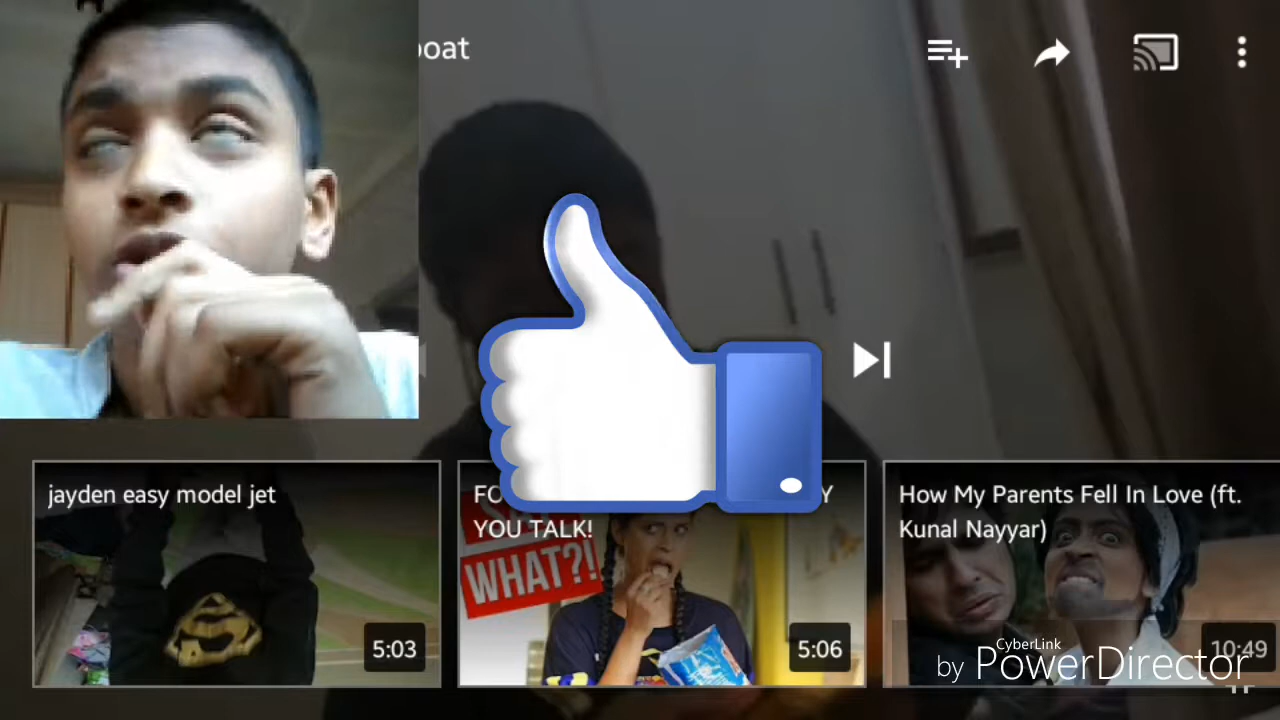 oat
jayden easy model jet
FO
Y
YOU TALK!
WHAT?!
How My Parents Fell In Love (ft.
Kunal Nayyar)
S
5:03
5:06
10:49
CyberLink
by PowerDirector